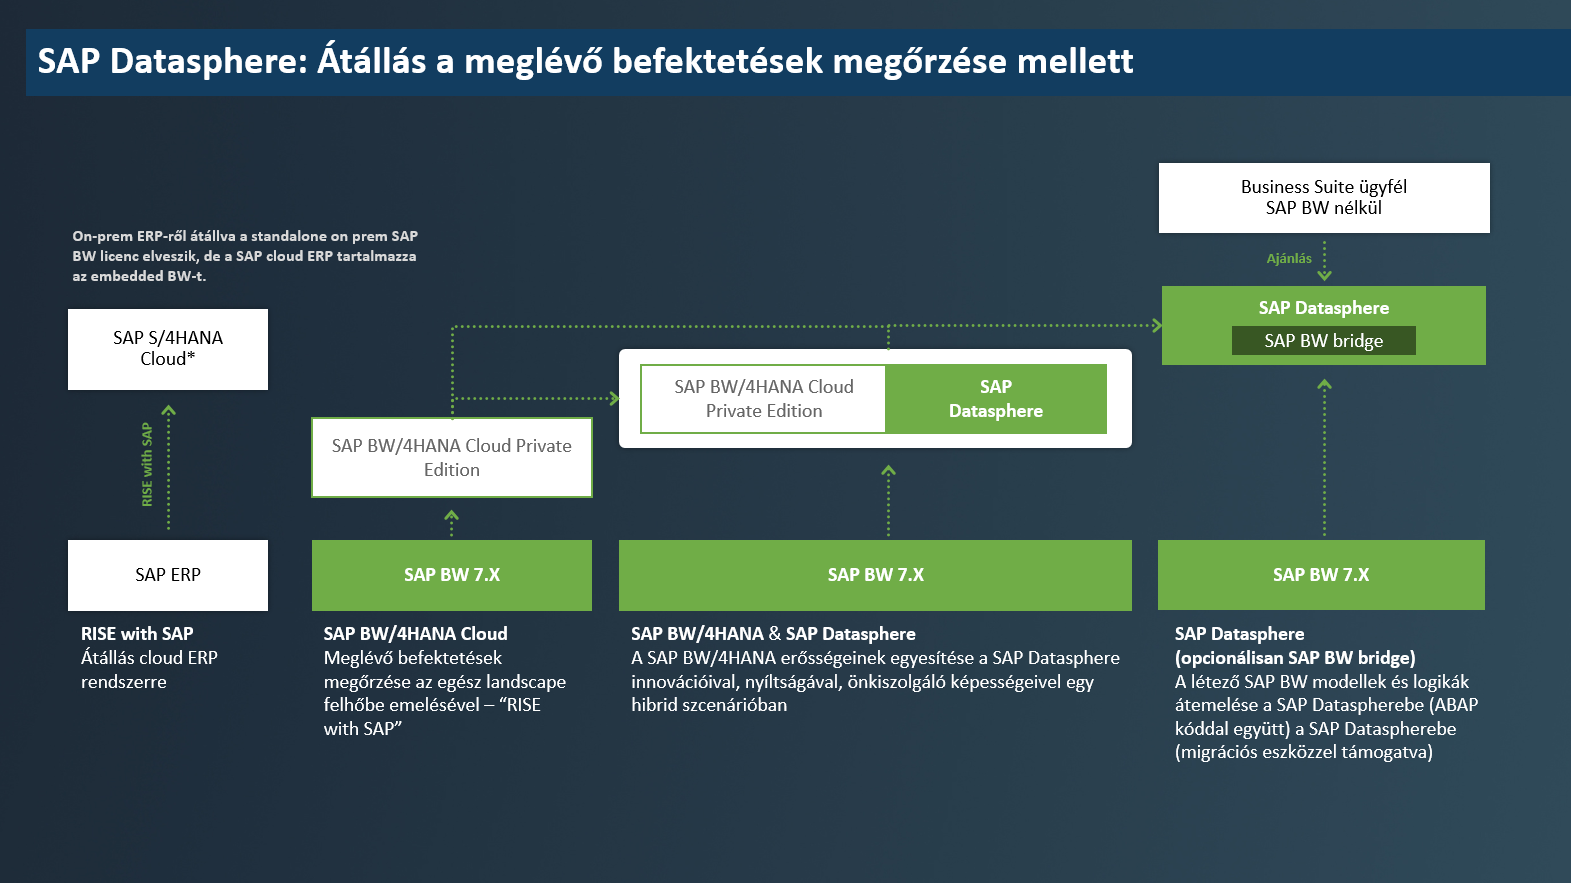 SAP Datasphere: Átállás a meglévő befektetések megőrzése mellett
Business Suite ügyfél
SAP BW nélkül
Ajánlás
On-prem ERP-ről átállva a standalone on prem SAP
BW licenc elveszik, de a SAP cloud ERP tartalmazza
az embedded BW-t.
SAP Datasphere
SAP BW bridge
SAP S/4HANA
Cloud*
SAP BW/4HANA Cloud
Private Edition
SAP
Datasphere
SAP BW/4HANA Cloud Private
Edition
RISE with SAP
SAP ERP
SAP BW 7.X
SAP BW 7.X
SAP BW 7.X
RISE with SAP
Átállás cloud ERP
rendszerre
SAP BW/4HANA Cloud
Meglévő befektetések
megőrzése az egész landscape
felhőbe emelésével – “RISE
with SAP”
SAP BW/4HANA & SAP Datasphere
A SAP BW/4HANA erősségeinek egyesítése a SAP Datasphere
innovációival, nyíltságával, önkiszolgáló képességeivel egy
hibrid szcenárióban
SAP Datasphere
(opcionálisan SAP BW bridge)
A létező SAP BW modellek és logikák
átemelése a SAP Dataspherebe (ABAP
kóddal együtt) a SAP Dataspherebe
(migrációs eszközzel támogatva)